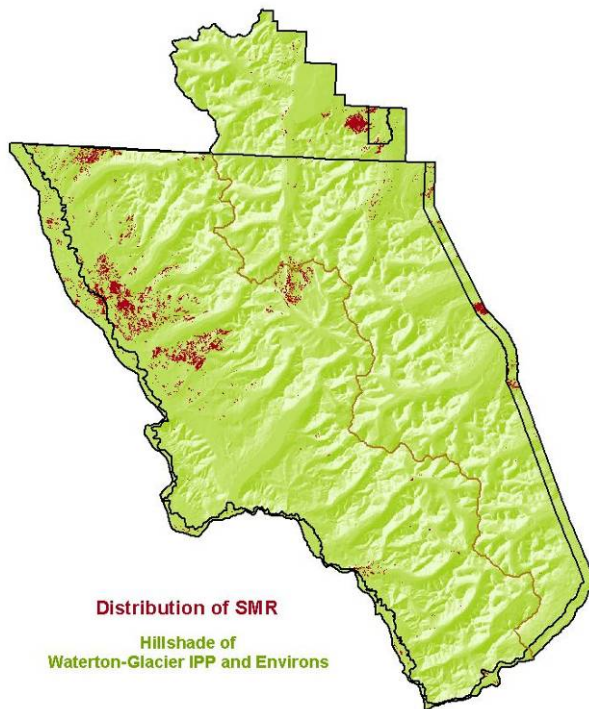 Distribution of SMR
Hillshade of
Waterton-Glacier IPP and Environs